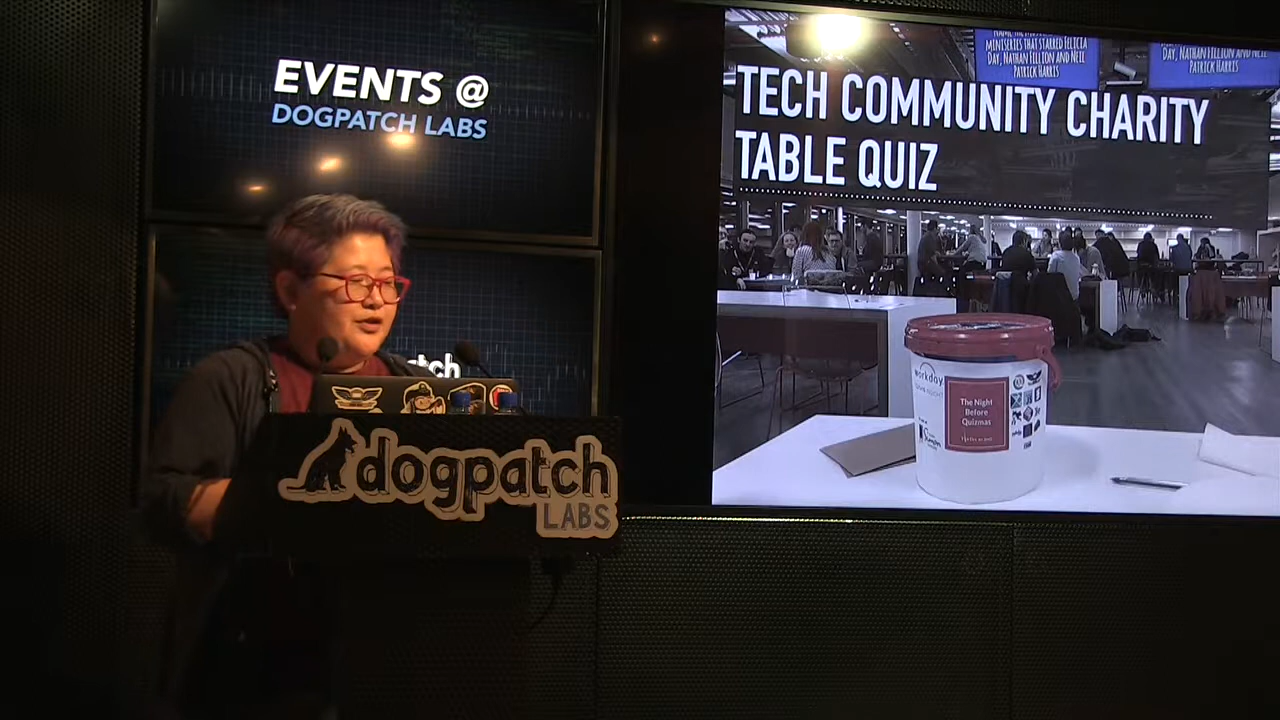 EVENTS @
DOGPATCH LABS
MINISERIES THAT STARRED FELICIA
DAY, NATHAN FILLION AND NEIL
PATRICK HARRIS
DAY, NATHAN FILLION AND NEIL
PATRICK HARRIS
TECH COMMUNITY CHARITY
TABLE QUIZ
workday
The Night
Before
Quizmas
Simon
dogpatch
LABS